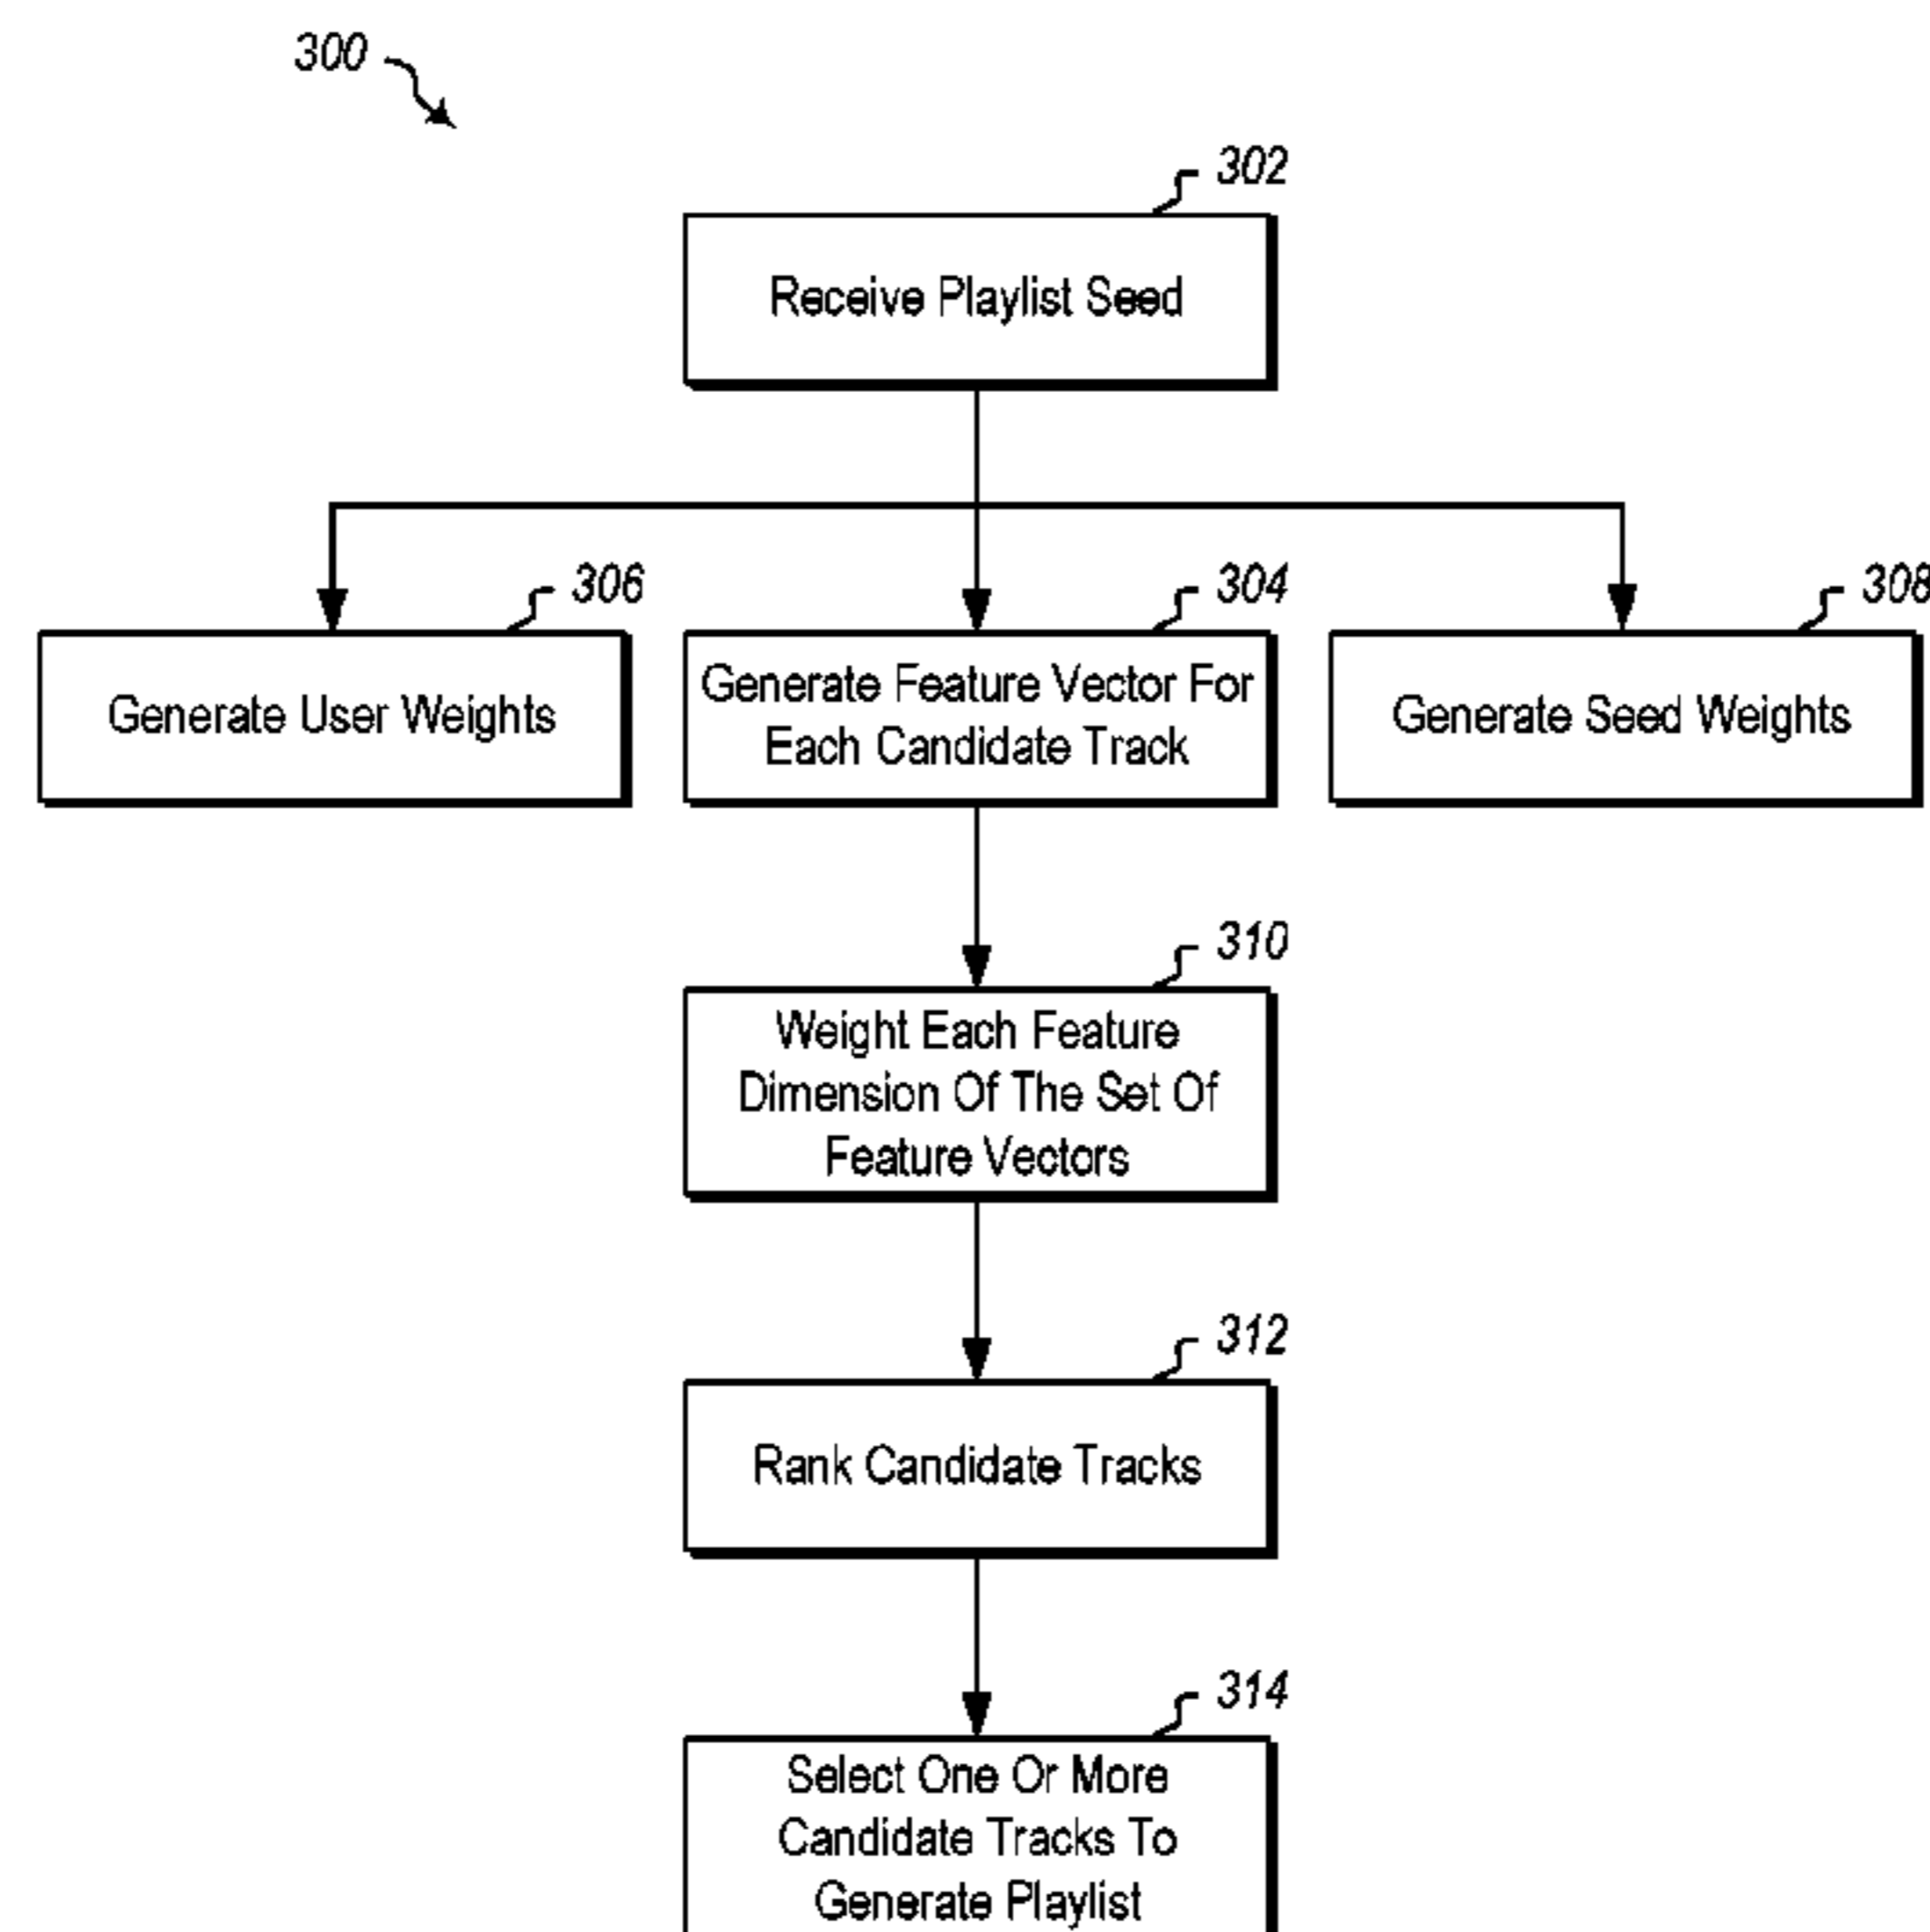 300
302
Receive Playlist Seed
306
304
308
Generate User Weights
Generate Feature Vector For
Each Candidate Track
Generate Seed Weights
310
Weight Each Feature
Dimension Of The Set Of
Feature Vectors
312
Rank Candidate Tracks
314
Select One Or More
Candidate Tracks To
Generate Playlist